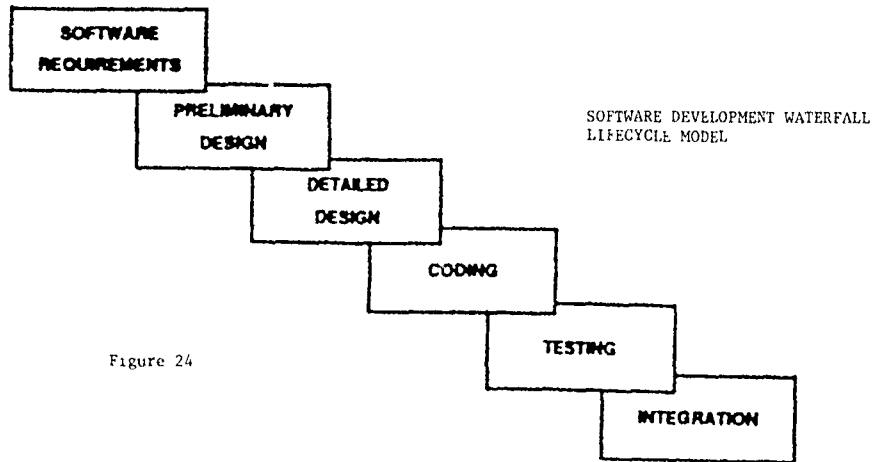 SOFTWARE
REQUIREMENTS
PRELIMINARY
DESIGN
SOFTWARE DEVELOPMENT WATERFALL
LIFECYCLE MODEL
DETAILED
DESIGN
CODING
TESTING
Figure 24
INTEGRATION